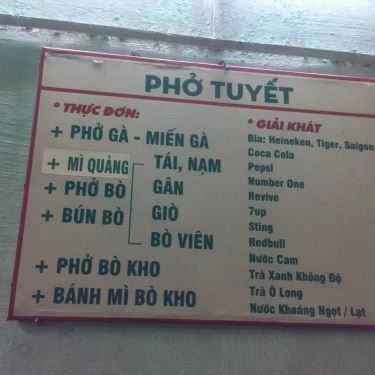 PHỞ TUYẾT
* THỰC ĐƠN:
+ PHỞ GÀ - MIẾN GÀ
+ MÌ QUẢNG
+ PHỞ BÒ
+ BÚN BÒ
TÁI, NẠM
GÂN
GIÒ
BÒ VIÊN
+ PHỞ BÒ KHO
+ BÁNH MÌ BÒ KHO
* GIẢI KHÁT
Bia: Heineken, Tiger, Saigon
Coca Cola
Pepsi
Number One
Revive
7up
Sting
Redbull
Nước Cam
Trà Xanh Không Độ
Trà Ô Long
Nước Khoáng Ngọt / Lạt